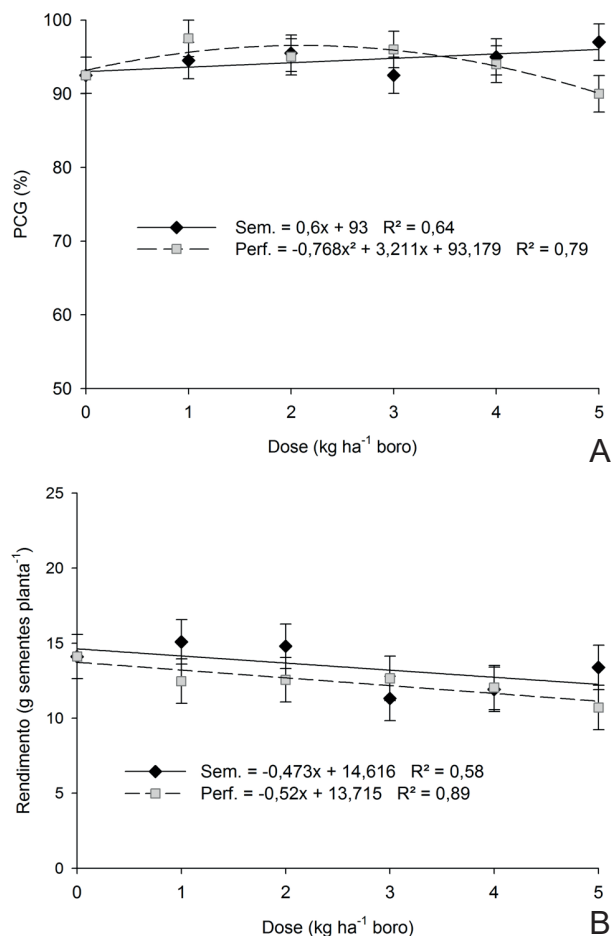 100
90
80
70
60
50
PCG (%)
Sem. = 0,6x + 93 R² = 0,64
Perf. = -0,768x² + 3,211x + 93,179 R² = 0,79
0 1 2 3 4 5
Dose (kg ha⁻¹ boro)
A
25
20
15
10
5
0
Rendimento (g sementes planta⁻¹)
Sem. = -0,473x + 14,616 R² = 0,58
Perf. = -0,52x + 13,715 R² = 0,89
0 1 2 3 4 5
Dose (kg ha⁻¹ boro)
B